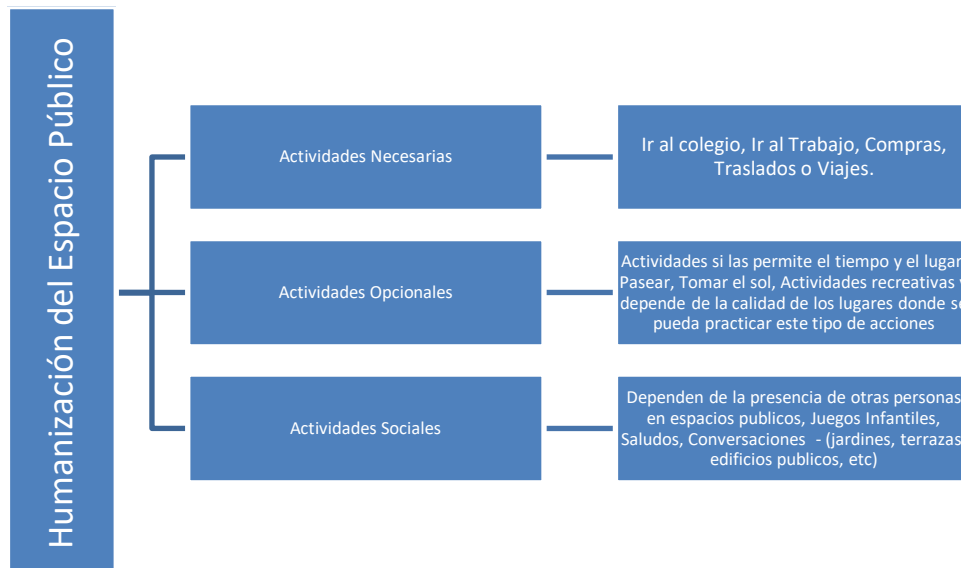 Humanización del Espacio Público
Actividades Necesarias
Ir al colegio, Ir al Trabajo, Compras,
Traslados o Viajes.
Actividades Opcionales
Actividades si las permite el tiempo y el lugar
Pasear, Tomar el sol, Actividades recreativas y
depende de la calidad de los lugares donde se
pueda practicar este tipo de acciones
Actividades Sociales
Dependen de la presencia de otras personas
en espacios publicos, Juegos Infantiles,
Saludos, Conversaciones - (jardines, terrazas,
edificios publicos, etc)